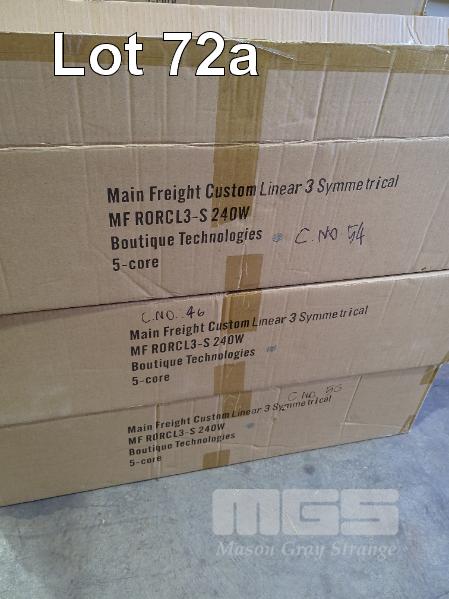 Lot 72a
Main Freight Custom Linear 3 Symmetrical
MF RORCL3-S 240W
Boutique Technologies
C.NO 54
5-core
C.NO. 46
Main Freight Custom Linear 3 Symmetrical
MF RORCL3-S 240W
Boutique Technologies
5-core
C.NO.
Main Freight Custom Linear 3 Symmetrical
MF RORCL3-S 240W
Boutique Technologies
5-core
MGS
Mason Gray Strange